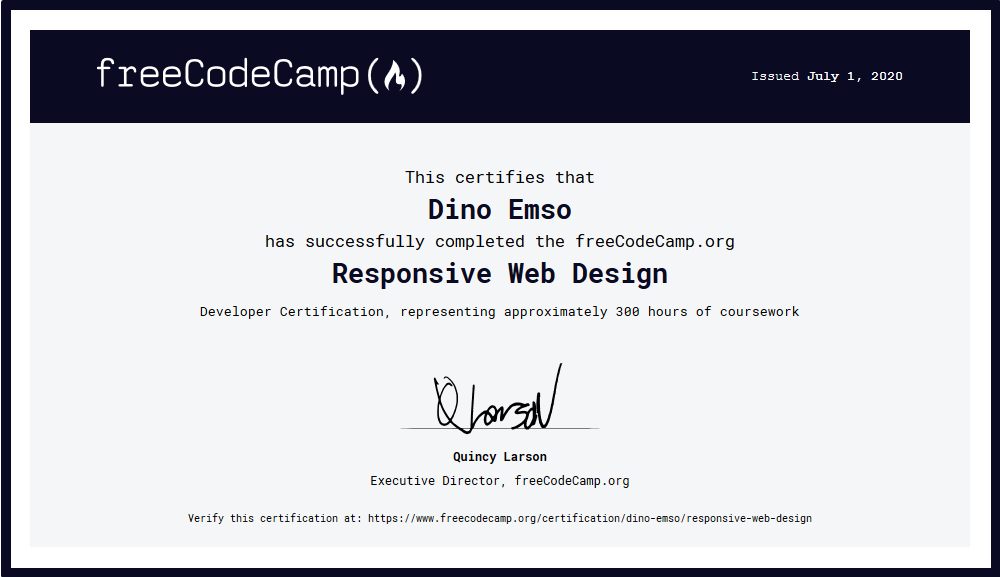 freeCodeCamp(🔥)
Issued July 1, 2020
This certifies that
Dino Emso
has successfully completed the freeCodeCamp.org
Responsive Web Design
Developer Certification, representing approximately 300 hours of coursework
Q Larson
Quincy Larson
Executive Director, freeCodeCamp.org
Verify this certification at: https://www.freecodecamp.org/certification/dino-emso/responsive-web-design